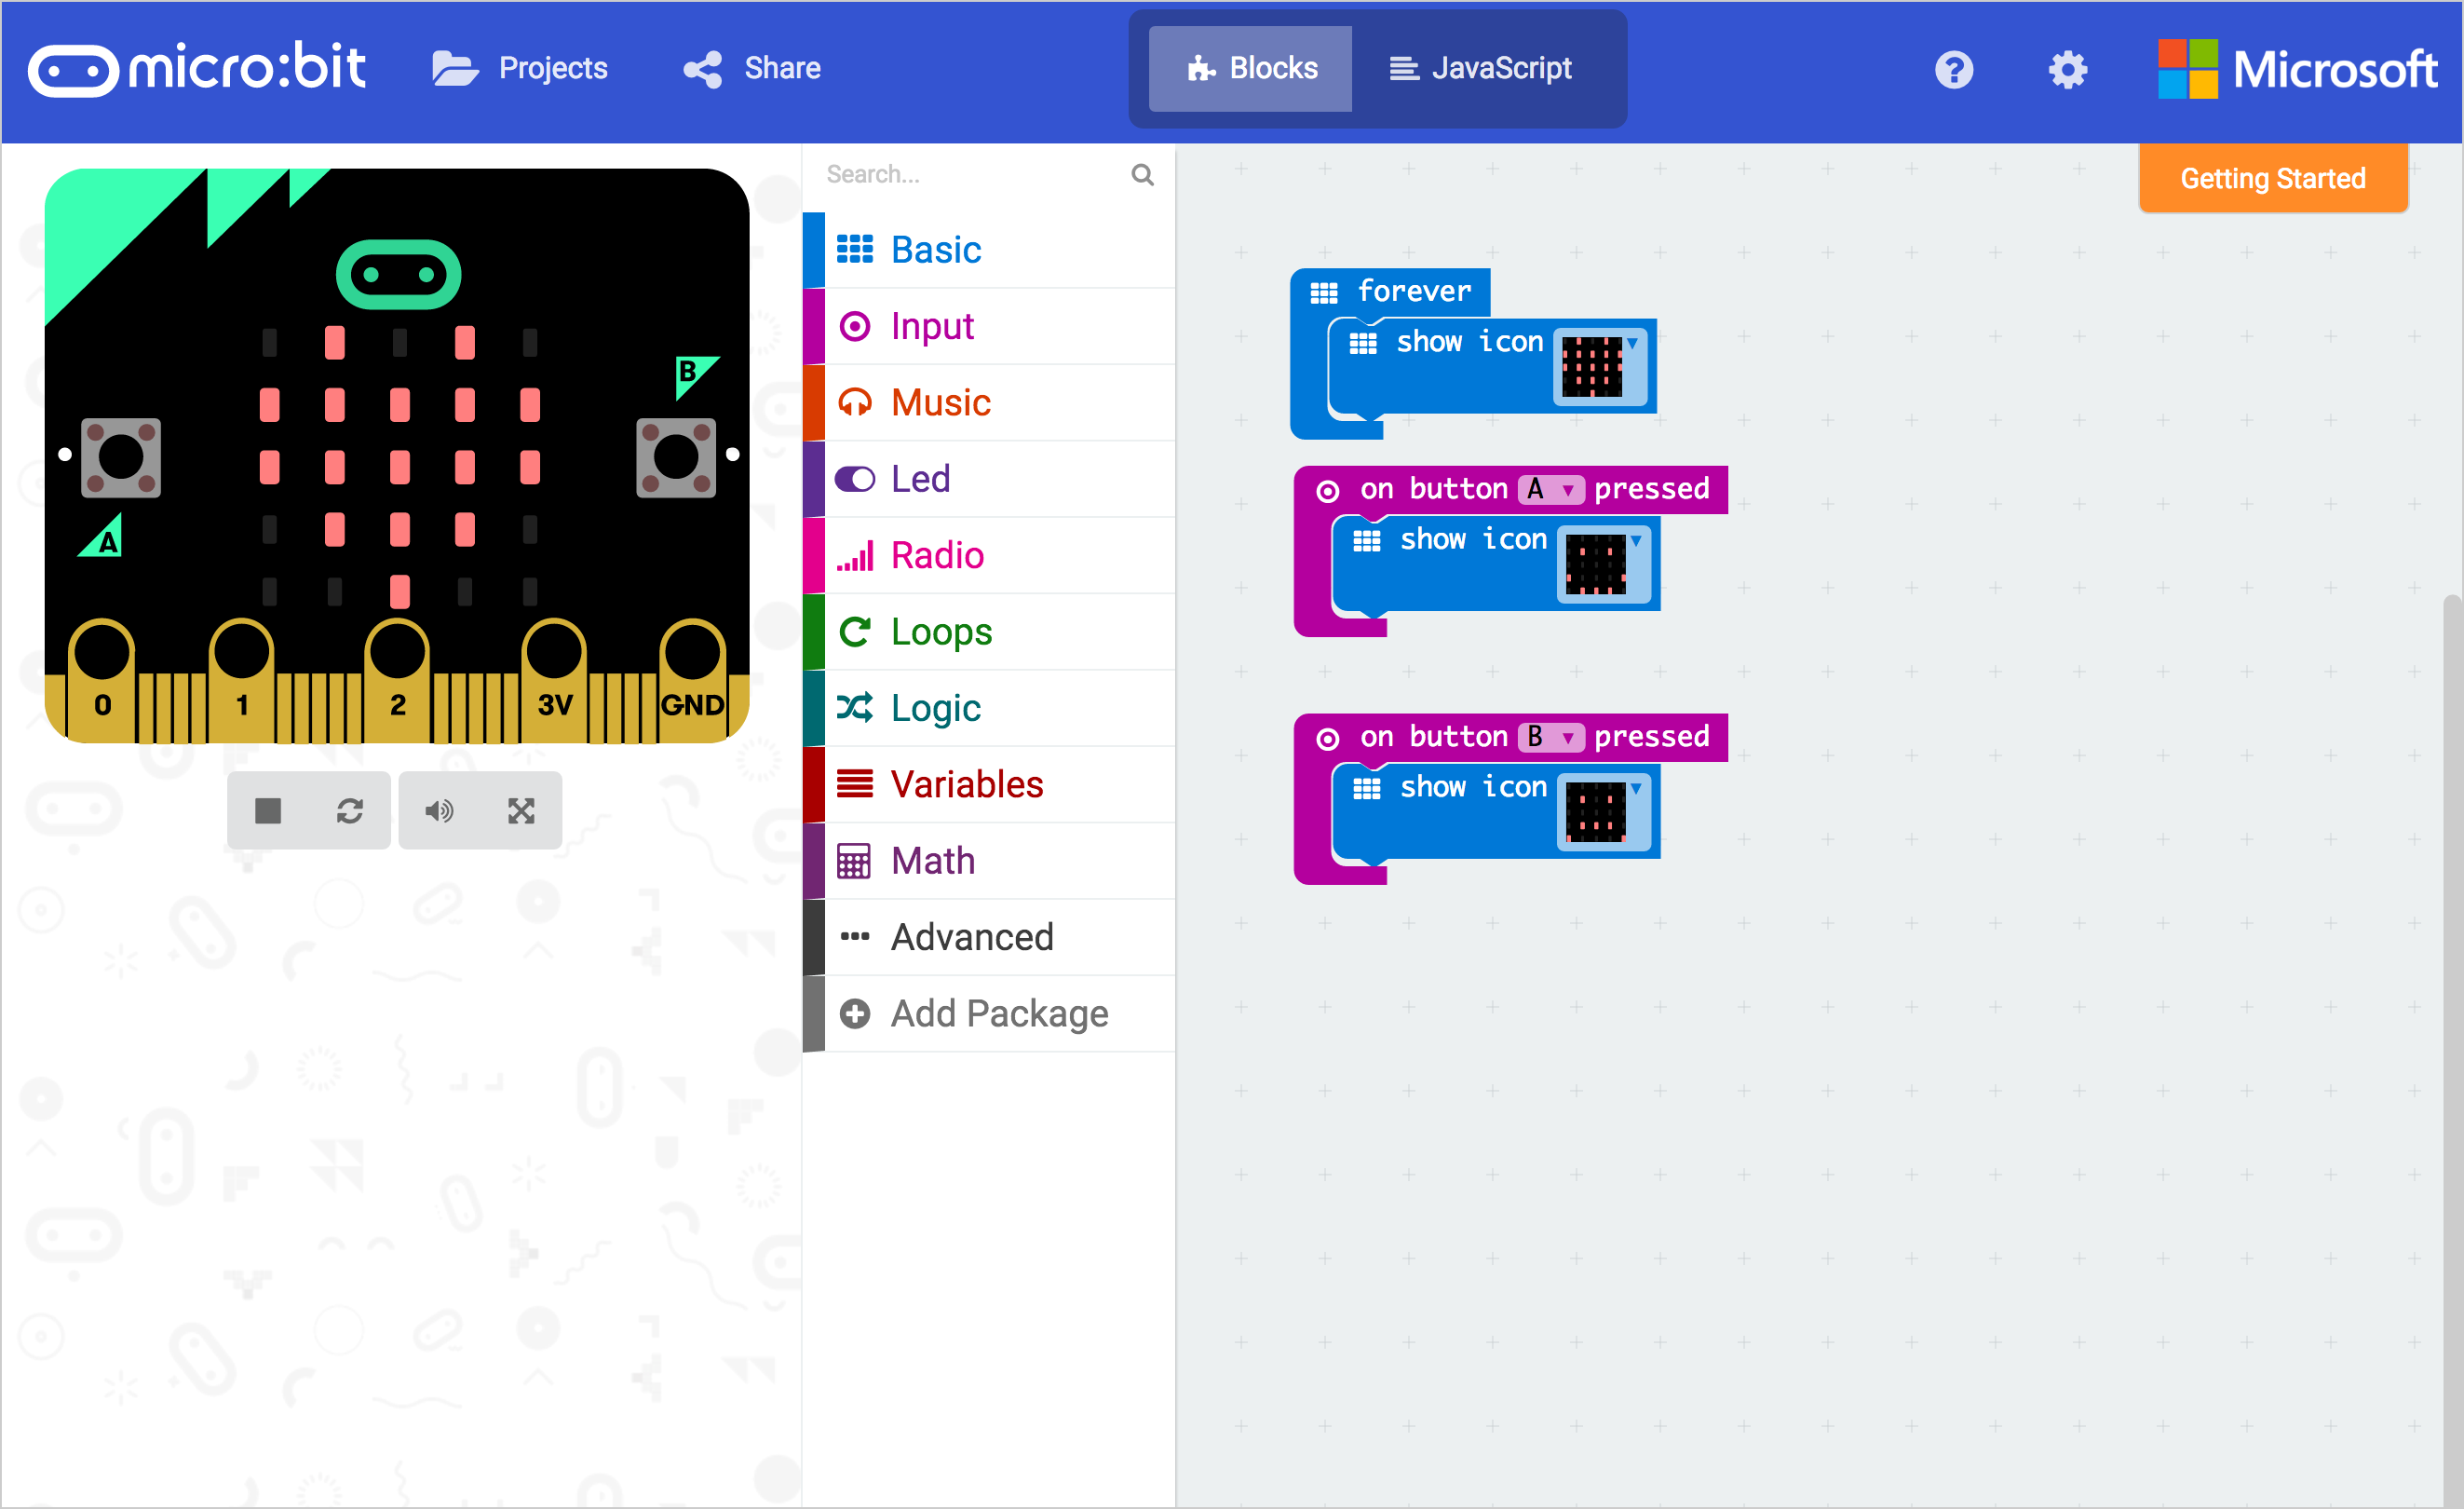 micro:bit
Projects
Share
Blocks
JavaScript
?
Microsoft
Search...
Getting Started
B
A
0 1 2 3V GND
Basic
Input
Music
Led
Radio
Loops
Logic
Variables
Math
Advanced
Add Package
forever
show icon
on button A pressed
show icon
on button B pressed
show icon